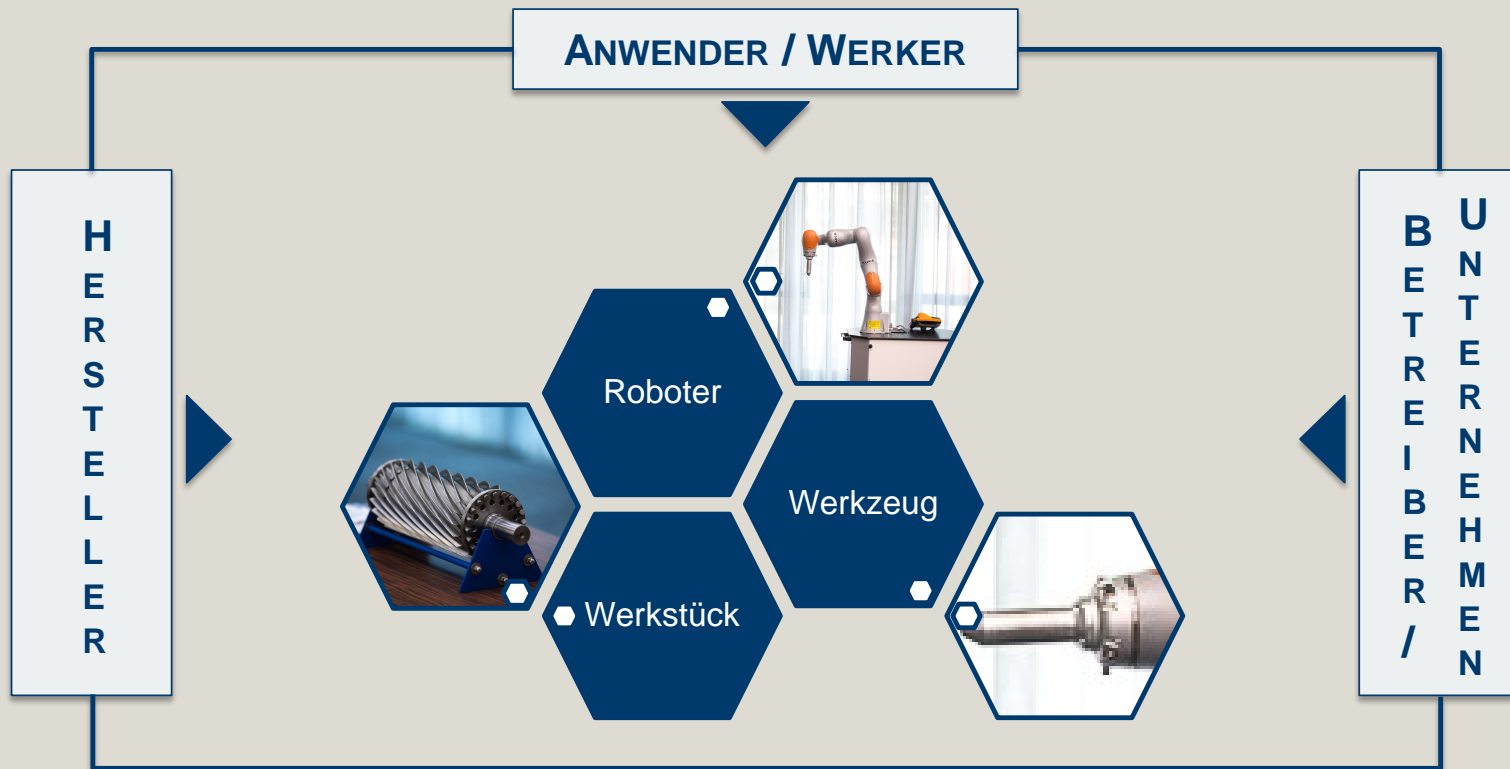 ANWENDER / WERKER
HERSTELLER
BETREIBER /
UNTERNEHMEN
Roboter
Werkzeug
Werkstück